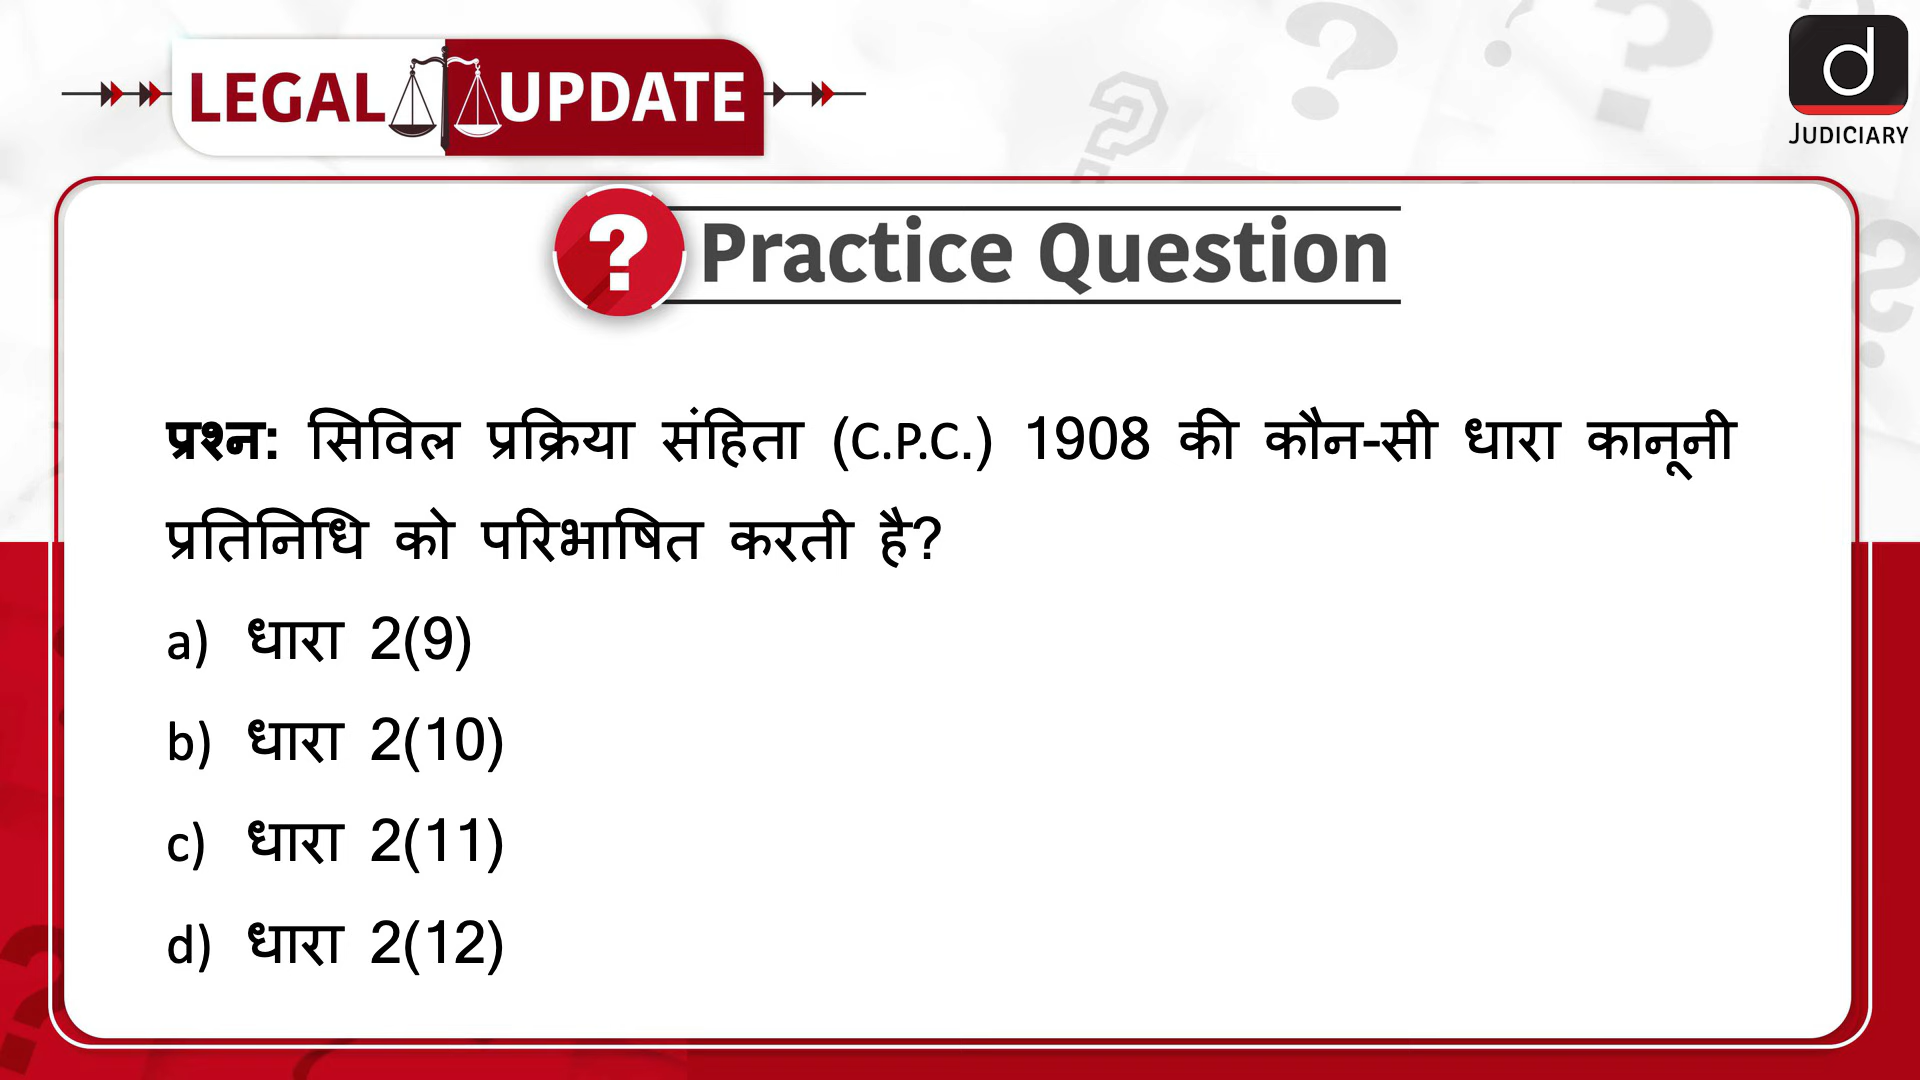 LEGAL UPDATE
JUDICIARY
? Practice Question
प्रश्न: सिविल प्रक्रिया संहिता (C.P.C.) 1908 की कौन-सी धारा कानूनी
प्रतिनिधि को परिभाषित करती है?
a) धारा 2(9)
b) धारा 2(10)
c) धारा 2(11)
d) धारा 2(12)